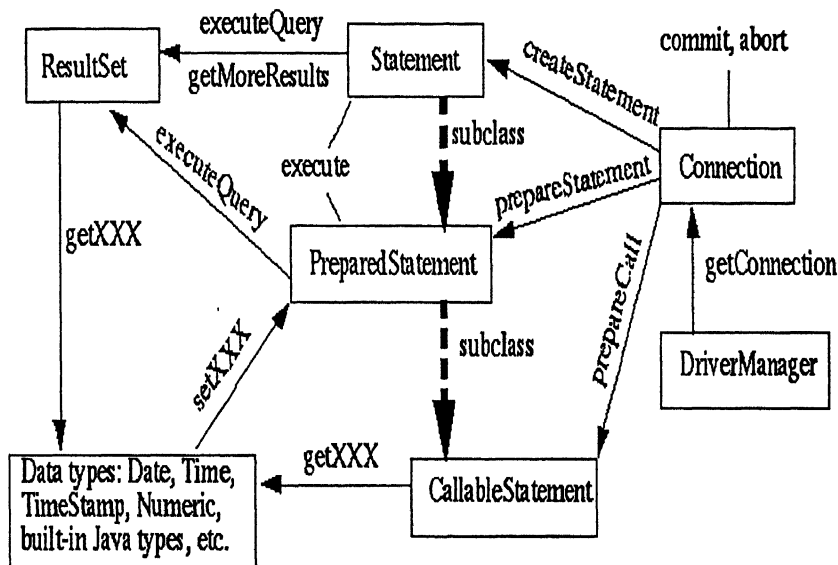 executeQuery
commit, abort
ResultSet
Statement
getMoreResults
createStatement
subclass
executeQuery
execute
Connection
prepareStatement
getXXX
PreparedStatement
getConnection
prepareCall
setXXX
subclass
DriverManager
Data types: Date, Time,
TimeStamp, Numeric,
built-in Java types, etc.
getXXX
CallableStatement